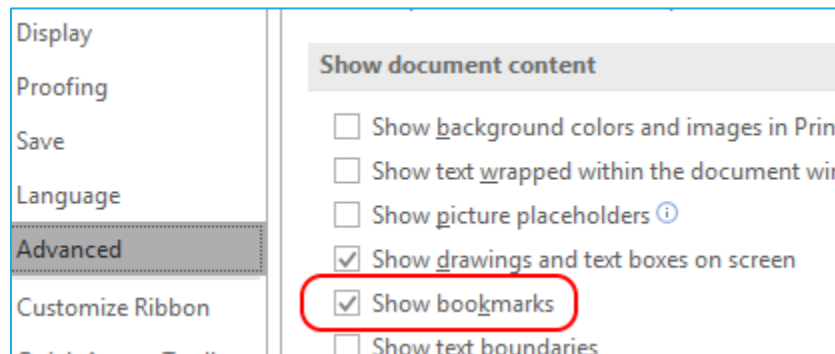 Display
Proofing
Save
Language
Advanced
Customize Ribbon
Show document content
Show background colors and images in Prin
Show text wrapped within the document win
Show picture placeholders
Show drawings and text boxes on screen
Show bookmarks
Show text boundaries